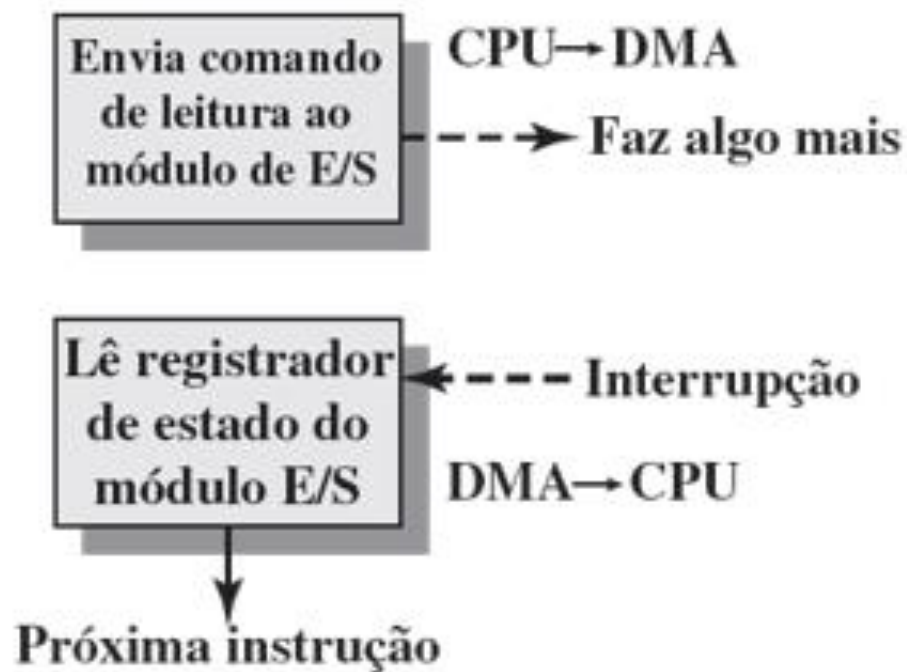 Envia comando
de leitura ao
módulo de E/S
CPU→DMA
Faz algo mais
Lê registrador
de estado do
módulo E/S
Interrupção
DMA→CPU
Próxima instrução